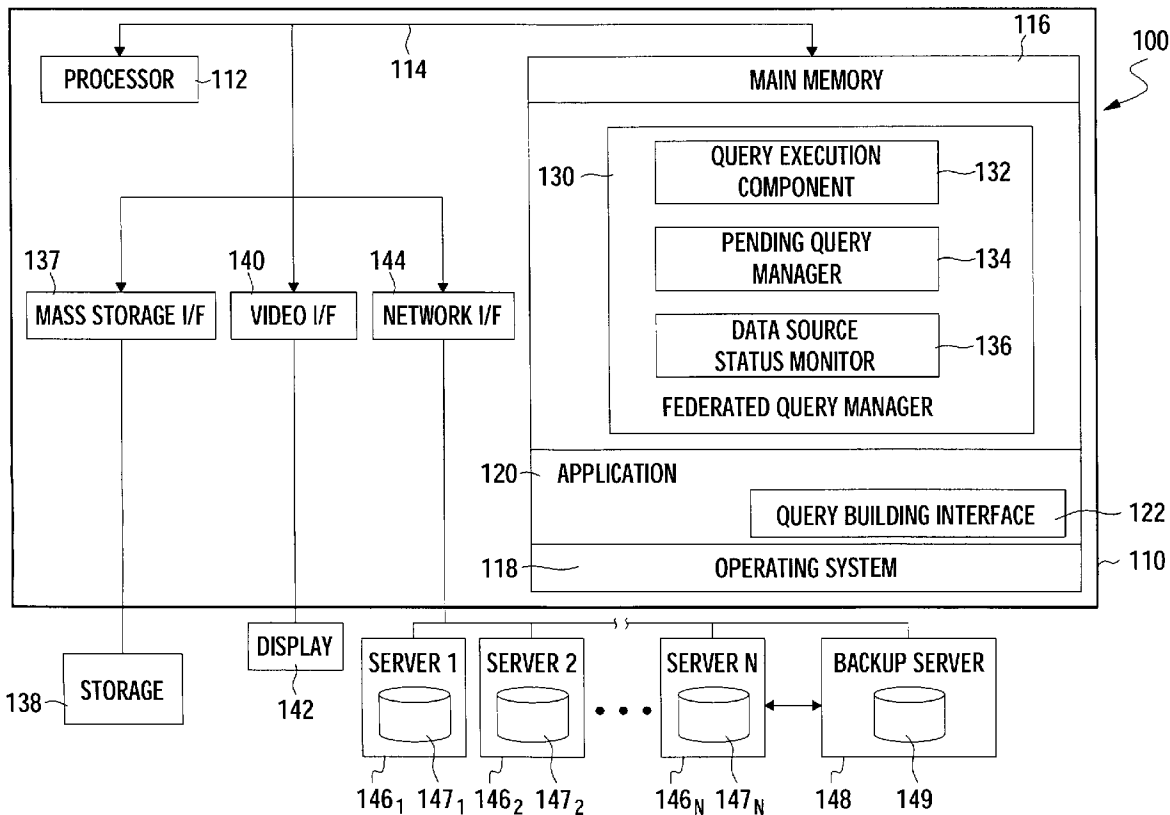 100
116
114
PROCESSOR
112
MAIN MEMORY
130
QUERY EXECUTION
COMPONENT
132
PENDING QUERY
MANAGER
134
DATA SOURCE
STATUS MONITOR
136
FEDERATED QUERY MANAGER
137
140
144
MASS STORAGE I/F
VIDEO I/F
NETWORK I/F
120
APPLICATION
QUERY BUILDING INTERFACE
122
118
OPERATING SYSTEM
110
STORAGE
138
DISPLAY
142
SERVER 1
SERVER 2
• • •
SERVER N
BACKUP SERVER
146₁
147₁
146₂
147₂
146N
147N
148
149